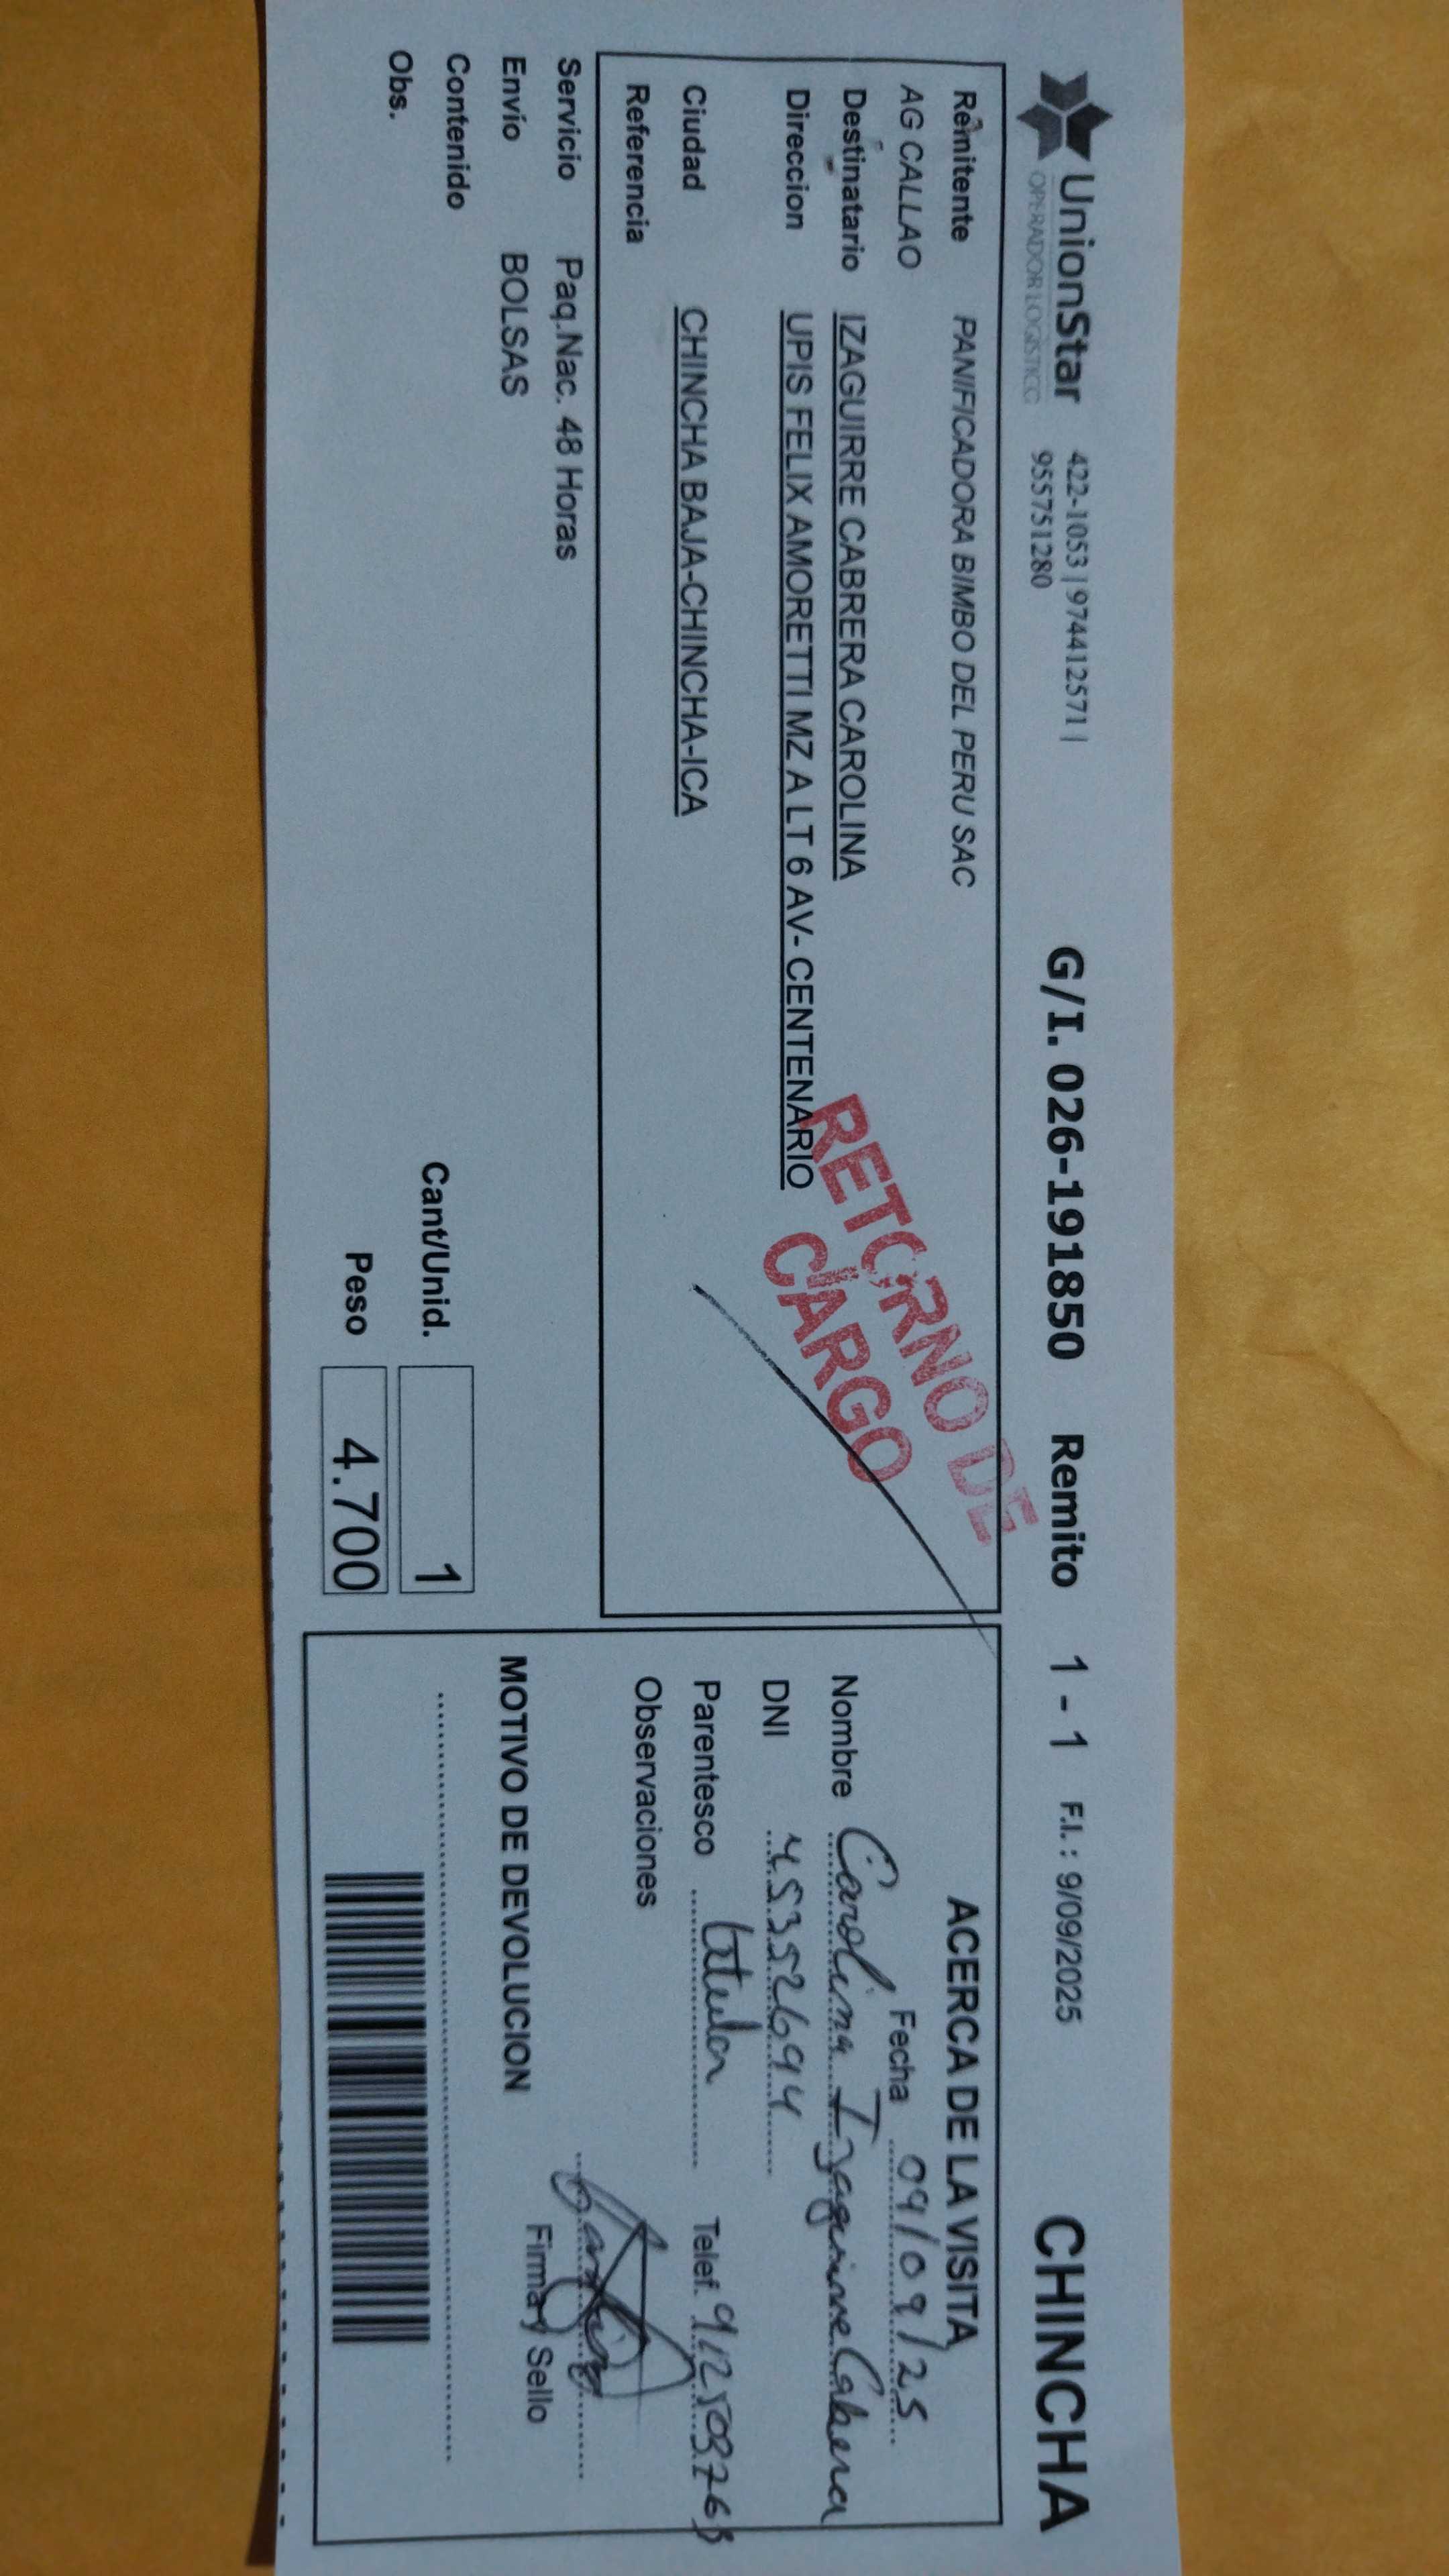 UnionStar 422-1053 | 974412571 |
OPERADOR LOGISTICO 955751280
G/I. 026-191850 Remito 1 - 1 F.I. : 9/09/2025 CHINCHA
Remitente PANIFICADORA BIMBO DEL PERU SAC
AG CALLAO
Destinatario IZAGUIRRE CABRERA CAROLINA
Direccion UPIS FELIX AMORETTI MZ A LT 6 AV- CENTENARIO
Ciudad CHINCHA BAJA-CHINCHA-ICA
Referencia
RETORNO DE
CARGO
Servicio Paq.Nac. 48 Horas
Envío BOLSAS
Contenido
Obs.
Cant/Unid. 1
Peso 4.700
ACERCA DE LA VISITA
Fecha 09/09/25
Nombre Carolina Izaguirre Cabrera
DNI 45352694
Parentesco titular Telef.
Observaciones
Firma y Sello
MOTIVO DE DEVOLUCION